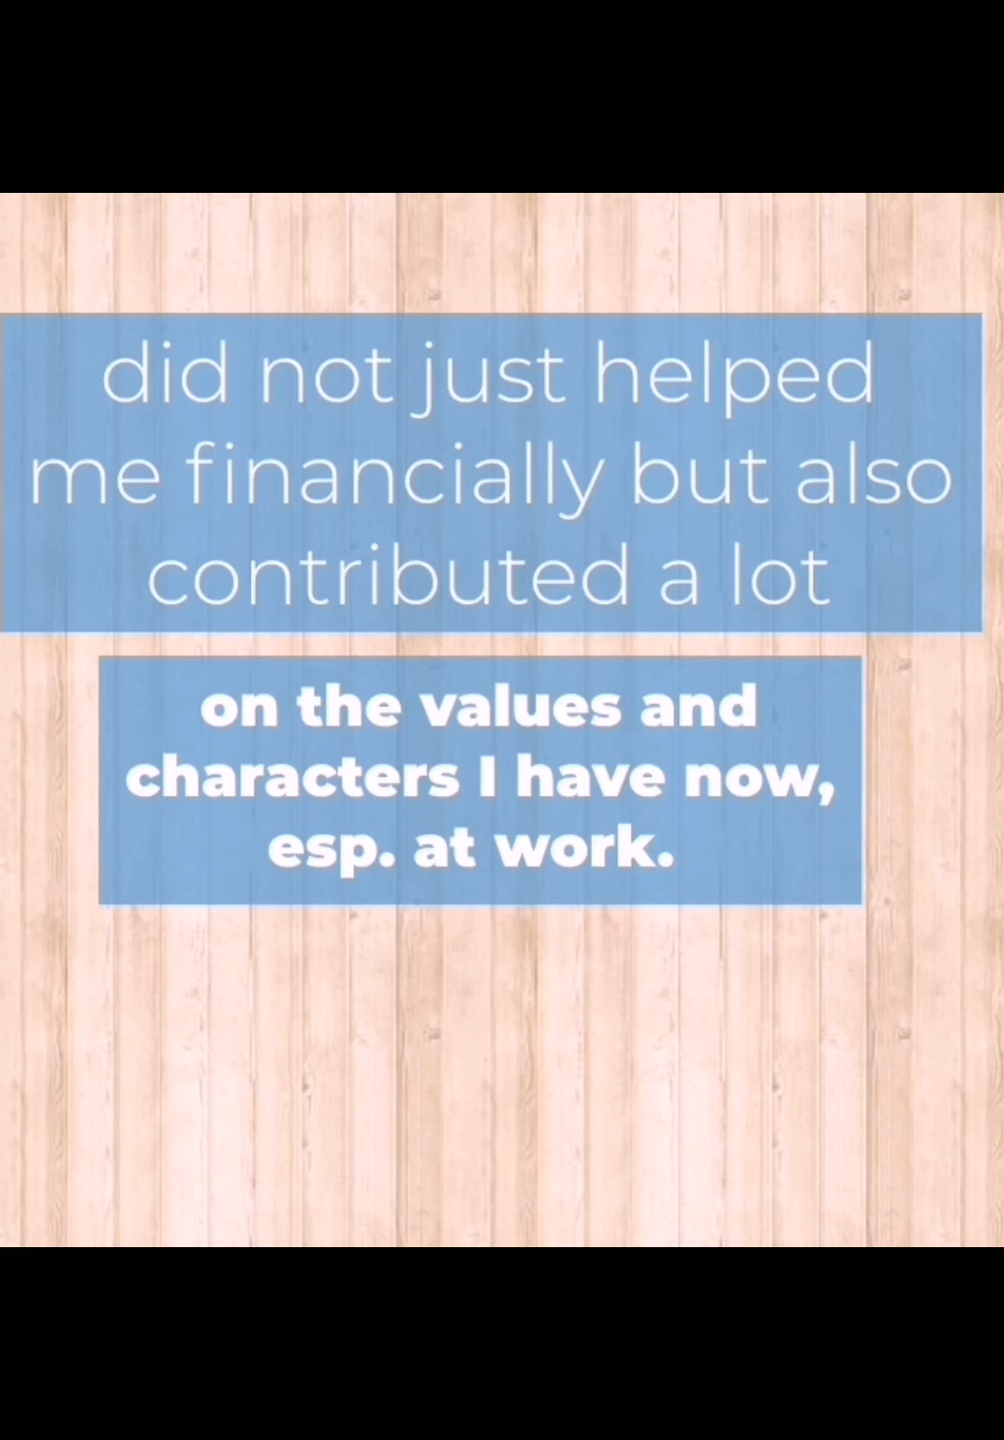 did not just helped
me financially but also
contributed a lot
on the values and
characters I have now,
esp. at work.